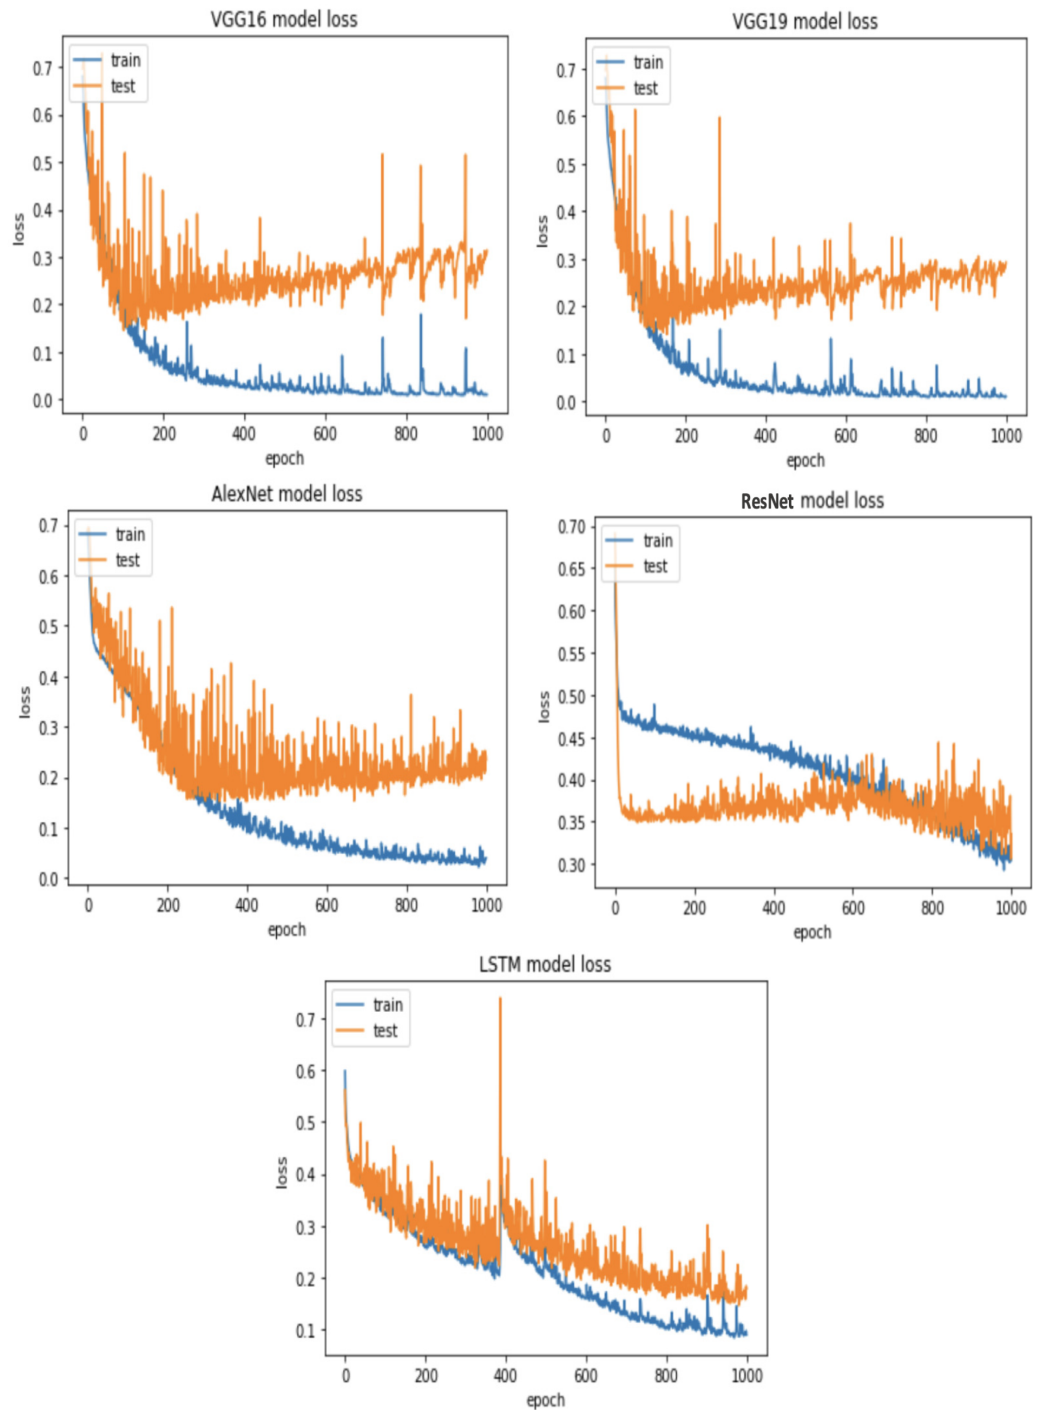 VGG16 model loss
train
test
0.7
0.6
0.5
0.4
0.3
0.2
0.1
0.0
loss
0 200 400 600 800 1000
epoch
VGG19 model loss
train
test
0.7
0.6
0.5
0.4
0.3
0.2
0.1
0.0
loss
0 200 400 600 800 1000
epoch
AlexNet model loss
train
test
0.7
0.6
0.5
0.4
0.3
0.2
0.1
0.0
loss
0 200 400 600 800 1000
epoch
ResNet model loss
train
test
0.70
0.65
0.60
0.55
0.50
0.45
0.40
0.35
0.30
loss
0 200 400 600 800 1000
epoch
LSTM model loss
train
test
0.7
0.6
0.5
0.4
0.3
0.2
0.1
loss
0 200 400 600 800 1000
epoch